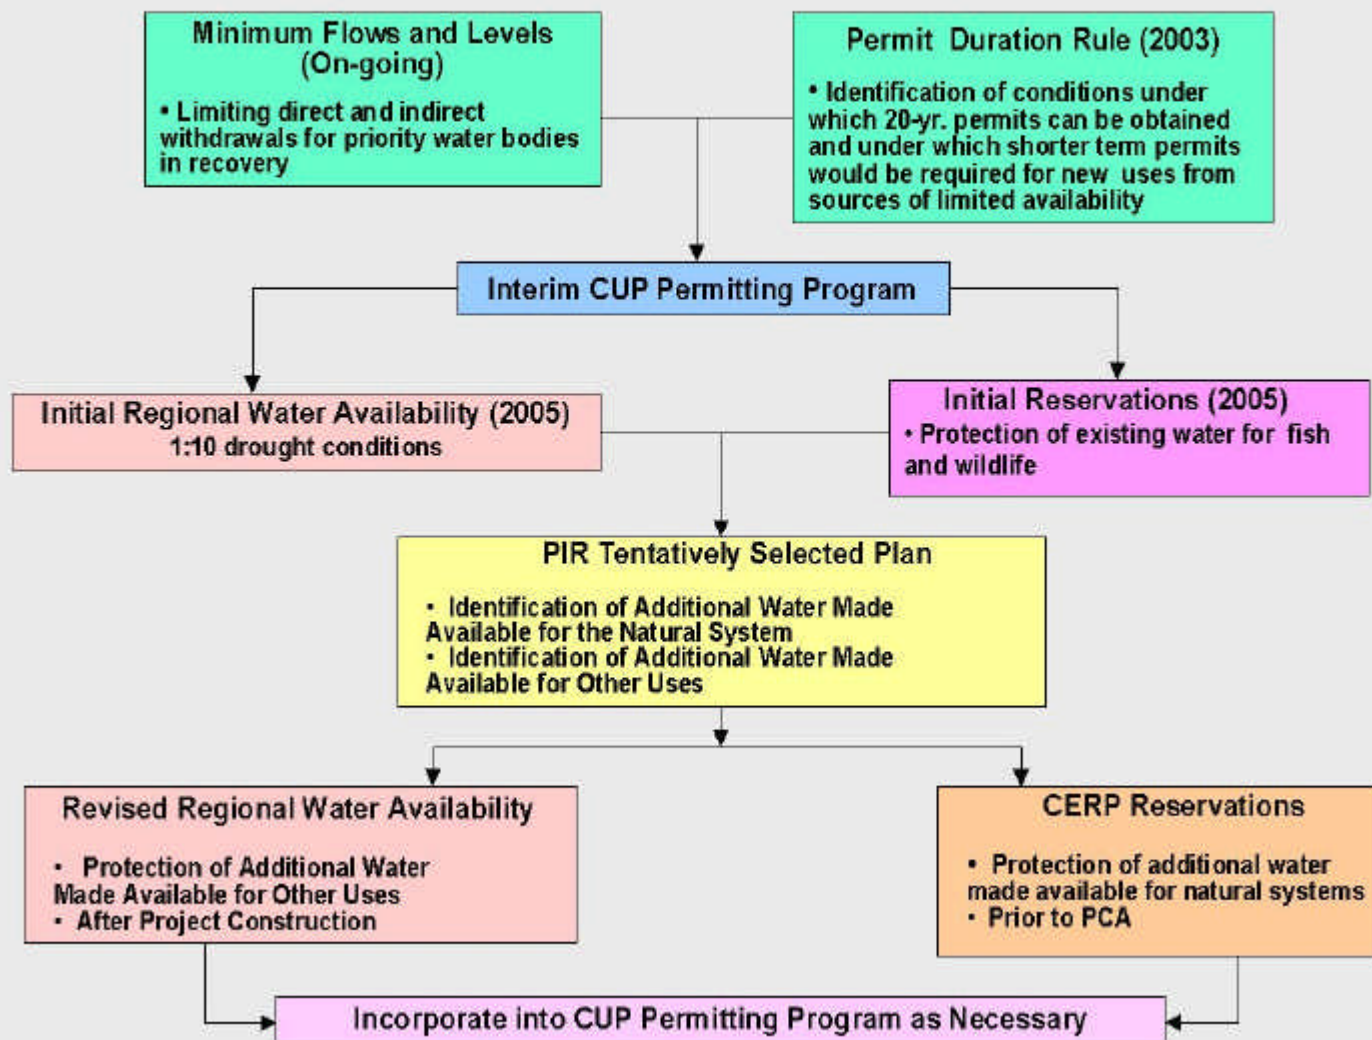 Minimum Flows and Levels
(On-going)
• Limiting direct and indirect
withdrawals for priority water bodies
in recovery
Permit Duration Rule (2003)
• Identification of conditions under
which 20-yr. permits can be obtained
and under which shorter term permits
would be required for new uses from
sources of limited availability
Interim CUP Permitting Program
Initial Regional Water Availability (2005)
1:10 drought conditions
Initial Reservations (2005)
• Protection of existing water for fish
and wildlife
PIR Tentatively Selected Plan
• Identification of Additional Water Made
Available for the Natural System
• Identification of Additional Water Made
Available for Other Uses
Revised Regional Water Availability
• Protection of Additional Water
Made Available for Other Uses
• After Project Construction
CERP Reservations
• Protection of additional water
made available for natural systems
• Prior to PCA
Incorporate into CUP Permitting Program as Necessary